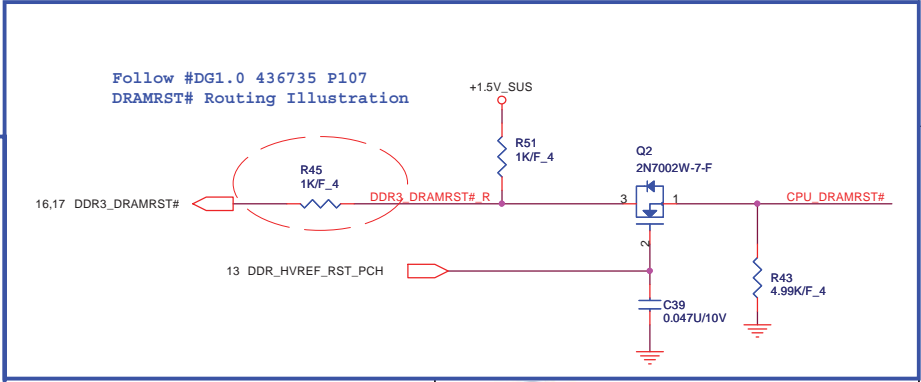 Follow #DG1.0 436735 P107
DRAMRST# Routing Illustration
+1.5V_SUS
R51
1K/F_4
Q2
2N7002W-7-F
R45
1K/F_4
16,17 DDR3_DRAMRST#
DDR3_DRAMRST#_R
3
1
CPU_DRAMRST#
2
13 DDR_HVREF_RST_PCH
R43
4.99K/F_4
C39
0.047U/10V